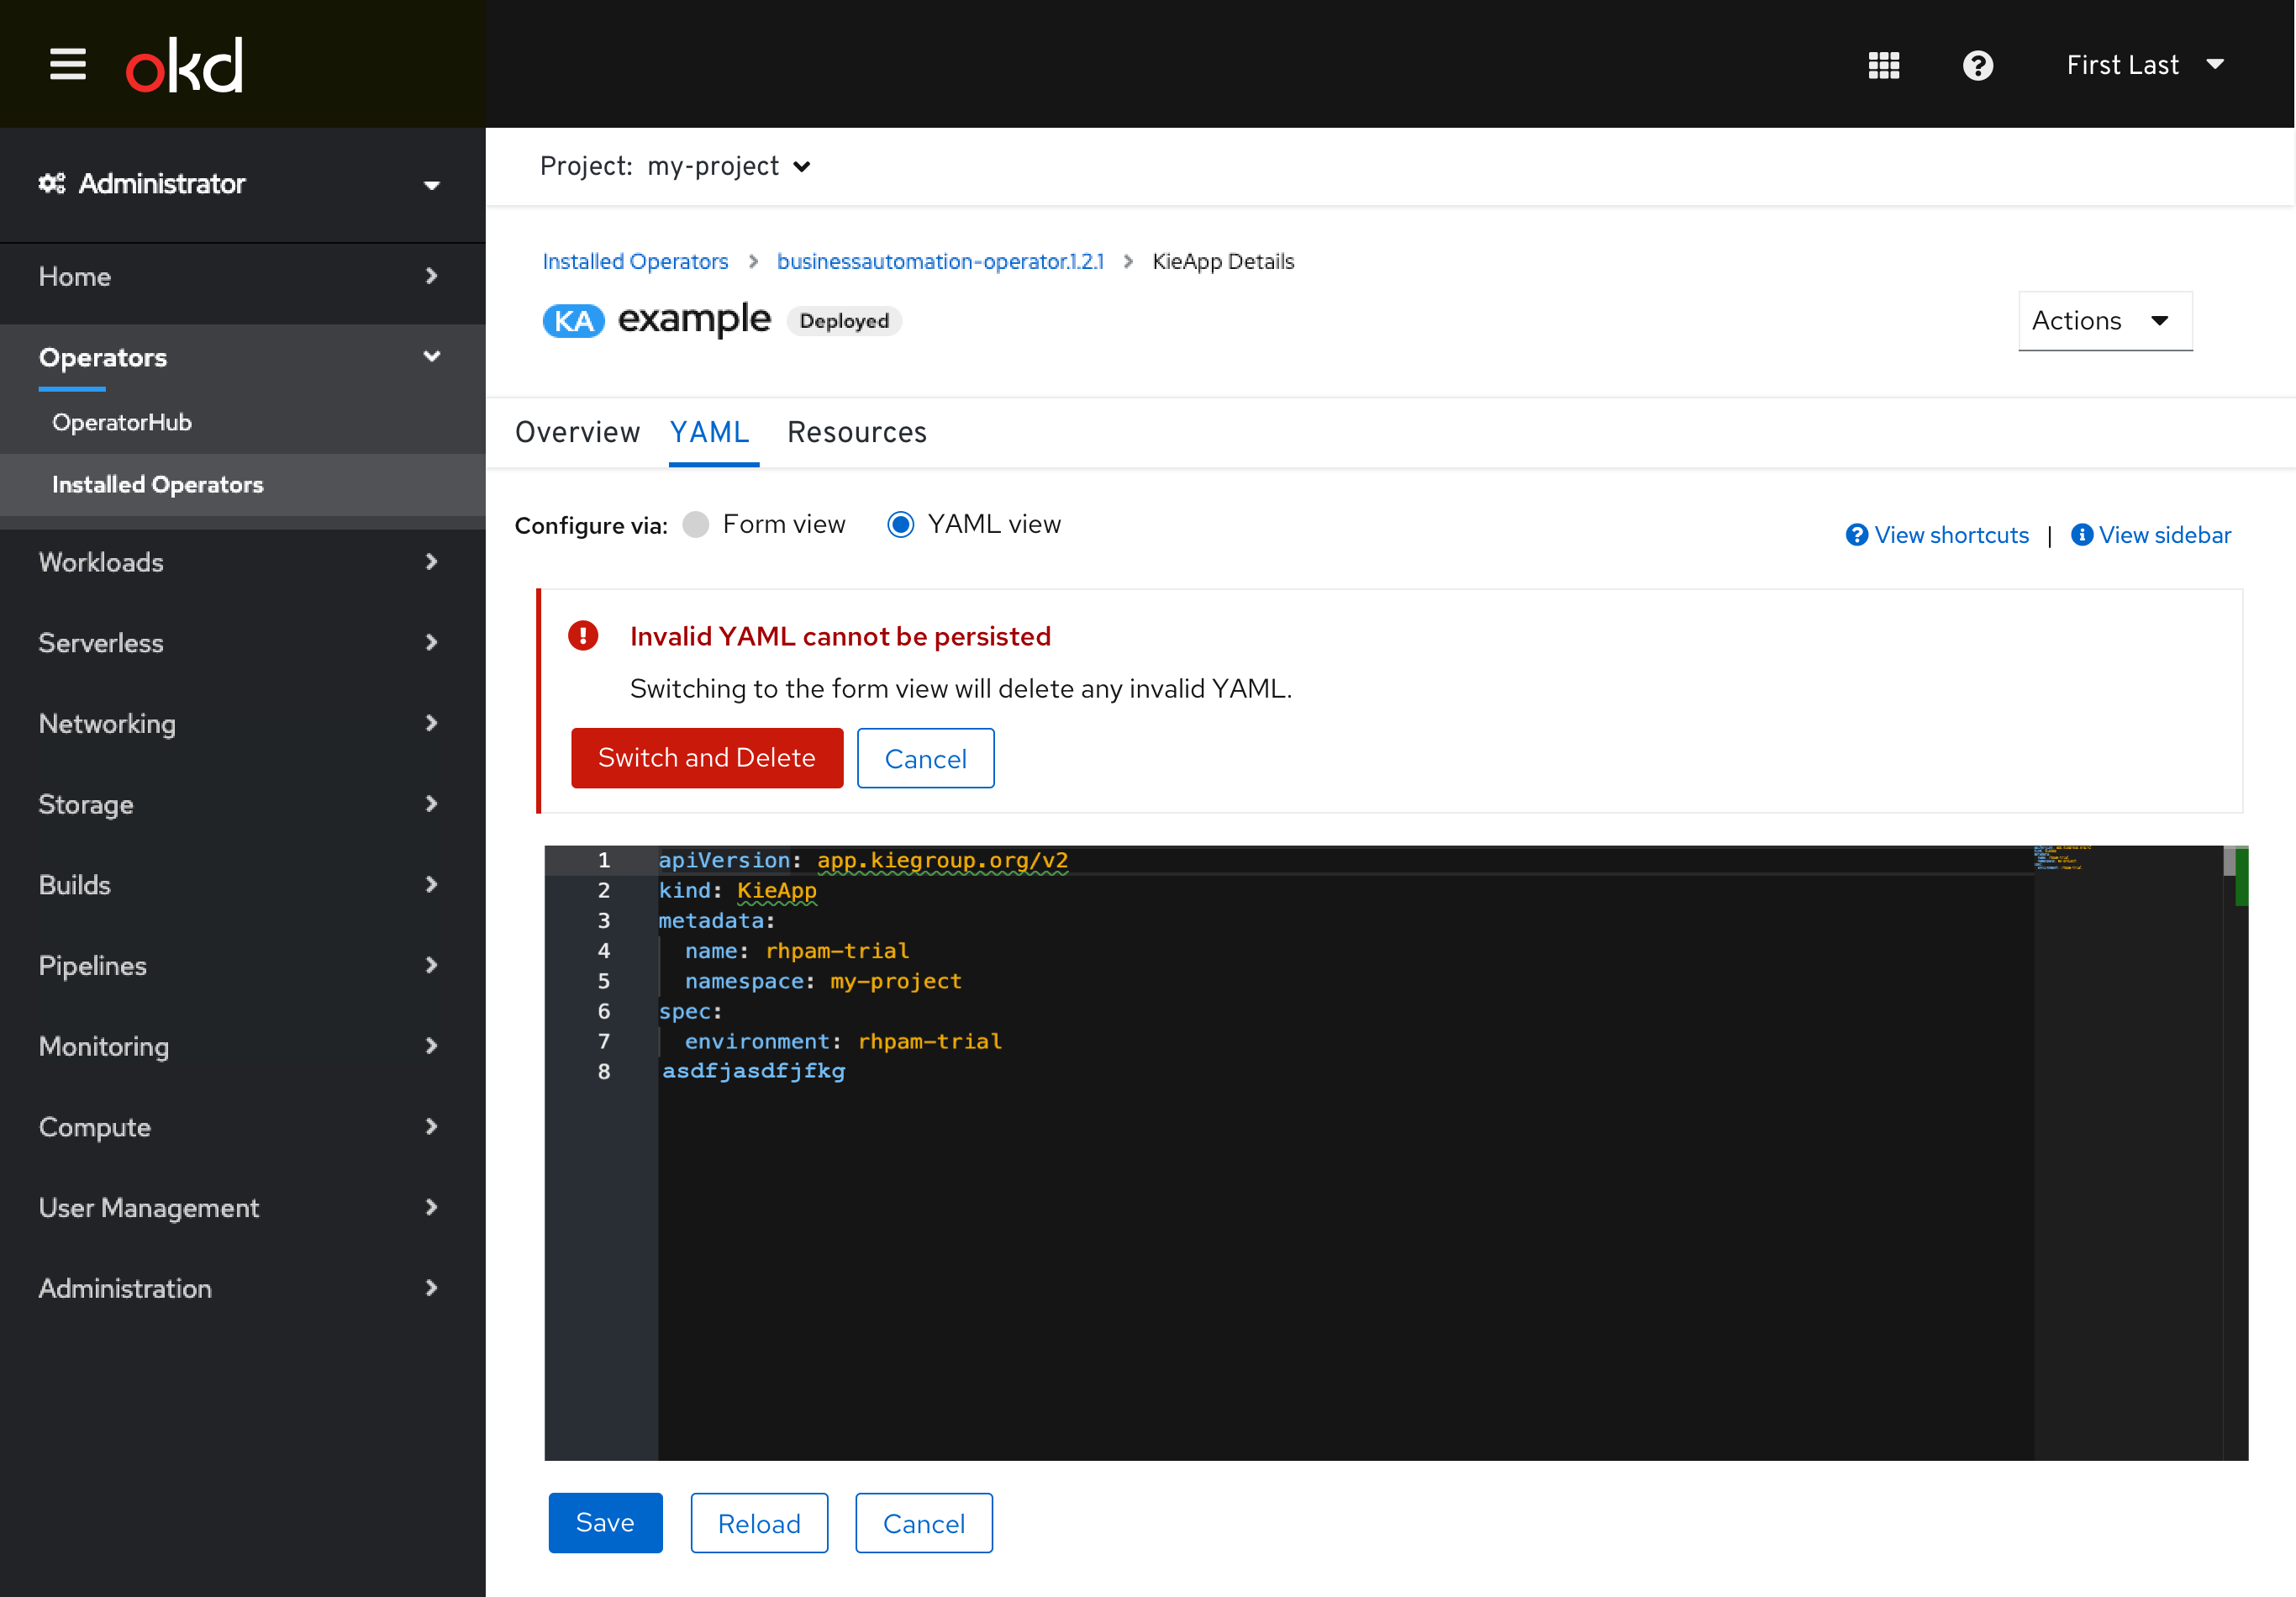 okd
First Last
Administrator
Project: my-project
Home
Operators
OperatorHub
Installed Operators
Workloads
Serverless
Networking
Storage
Builds
Pipelines
Monitoring
Compute
User Management
Administration
Installed Operators > businessautomation-operator.1.2.1 > KieApp Details
KA example Deployed
Actions
Overview YAML Resources
Configure via: Form view YAML view
View shortcuts | View sidebar
Invalid YAML cannot be persisted
Switching to the form view will delete any invalid YAML.
Switch and Delete Cancel
1 apiVersion: app.kiegroup.org/v2
2 kind: KieApp
3 metadata:
4 name: rhpam-trial
5 namespace: my-project
6 spec:
7 environment: rhpam-trial
8 asdfjasdfjfkg
Save Reload Cancel